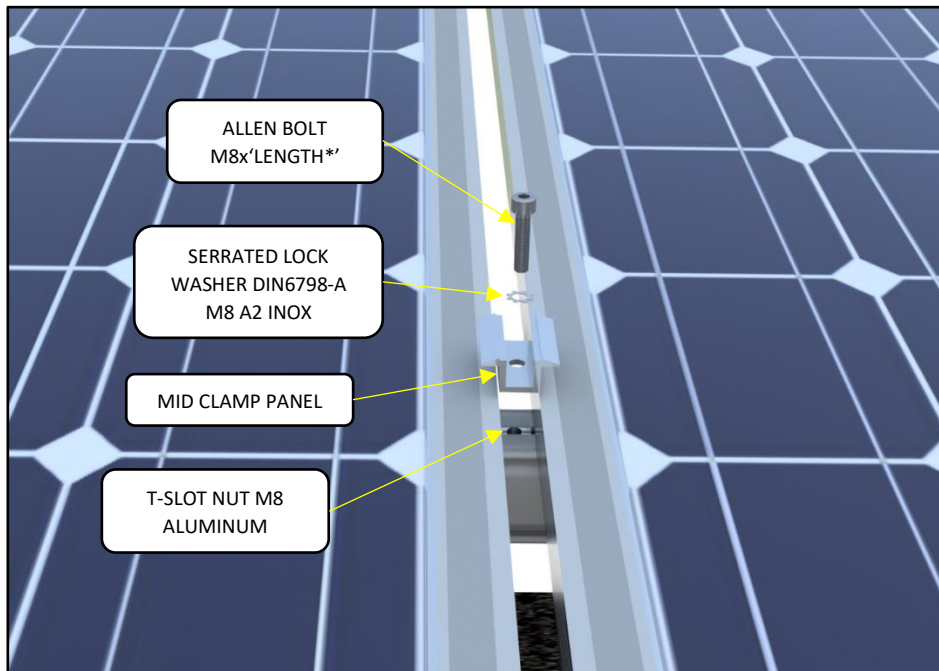 ALLEN BOLT
M8x‘LENGTH*’
SERRATED LOCK
WASHER DIN6798-A
M8 A2 INOX
MID CLAMP PANEL
T-SLOT NUT M8
ALUMINUM